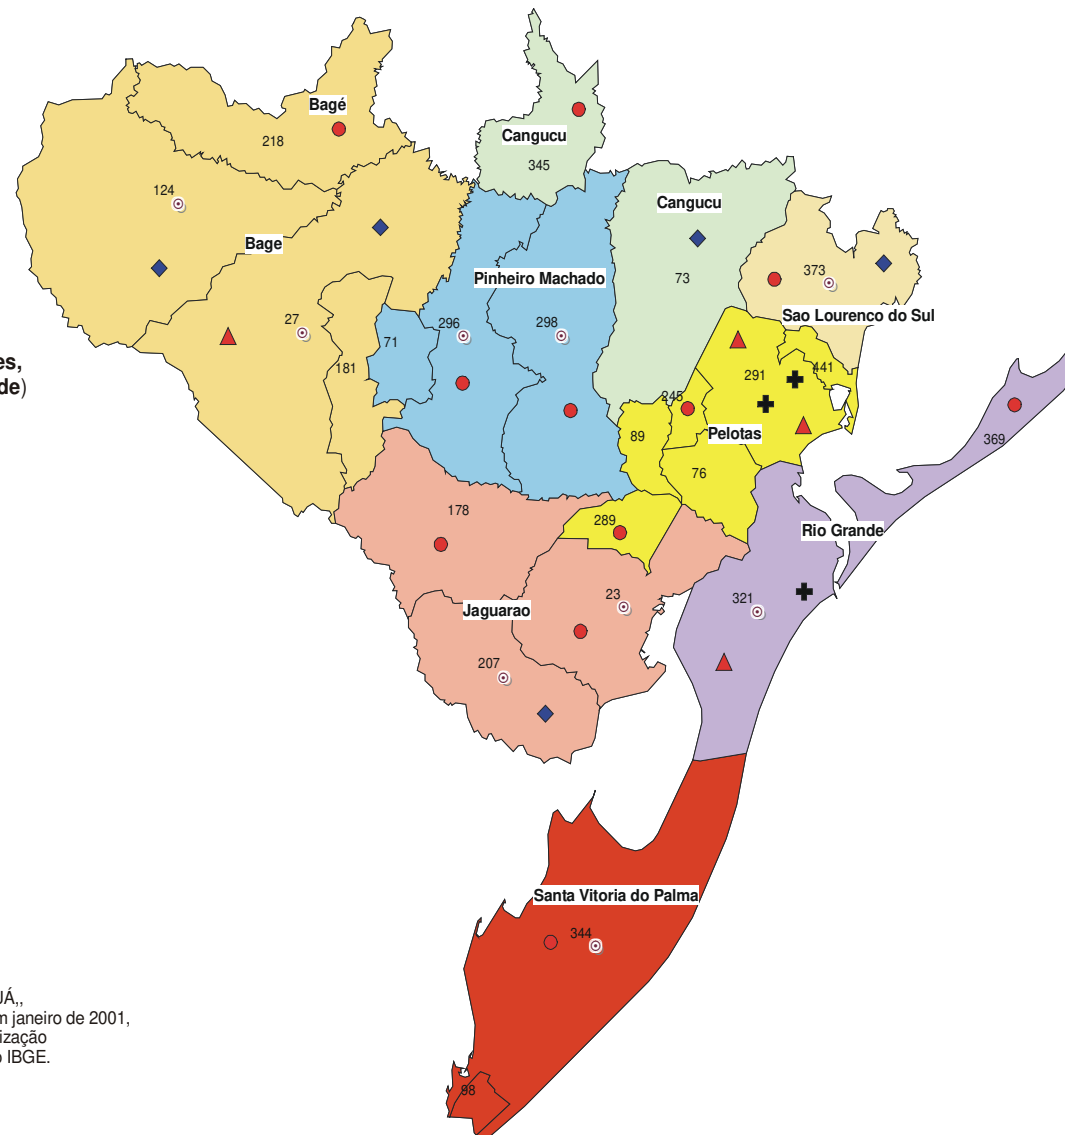 Bagé
218
Cangucu
345
124
Cangucu
Bage
Pinheiro Machado
73
373
27
296
298
Sao Lourenco do Sul
71
es,
181
291
441
de)
245
89
Pelotas
369
76
178
289
Rio Grande
23
321
Jaguarao
207
Santa Vitoria do Palma
344
JÁ,,
m janeiro de 2001,
ização
o IBGE.
98